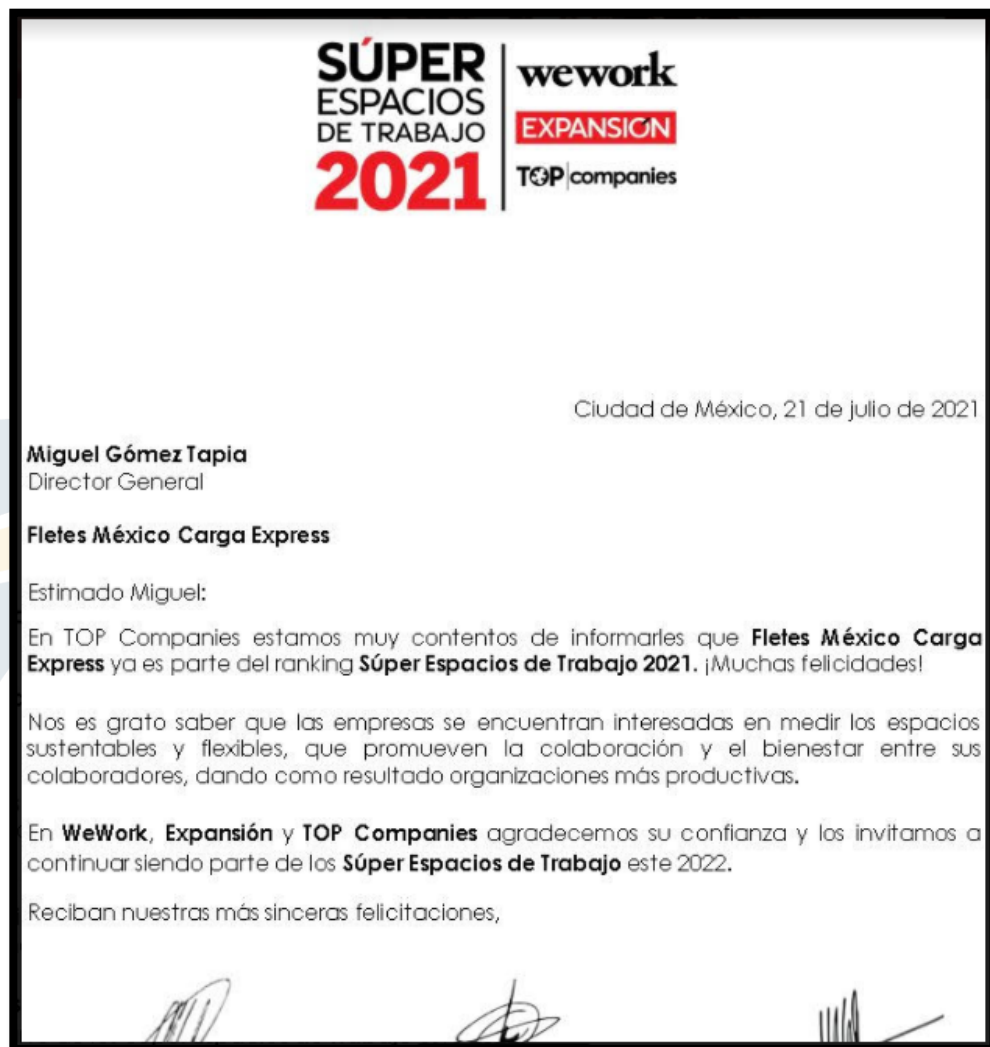 SÚPER
ESPACIOS
DE TRABAJO
2021
wework
EXPANSIÓN
TOP companies
Ciudad de México, 21 de julio de 2021
Miguel Gómez Tapia
Director General
Fletes México Carga Express
Estimado Miguel:
En TOP Companies estamos muy contentos de informarles que Fletes México Carga
Express ya es parte del ranking Súper Espacios de Trabajo 2021. ¡Muchas felicidades!
Nos es grato saber que las empresas se encuentran interesadas en medir los espacios
sustentables y flexibles, que promueven la colaboración y el bienestar entre sus
colaboradores, dando como resultado organizaciones más productivas.
En WeWork, Expansión y TOP Companies agradecemos su confianza y los invitamos a
continuar siendo parte de los Súper Espacios de Trabajo este 2022.
Reciban nuestras más sinceras felicitaciones,